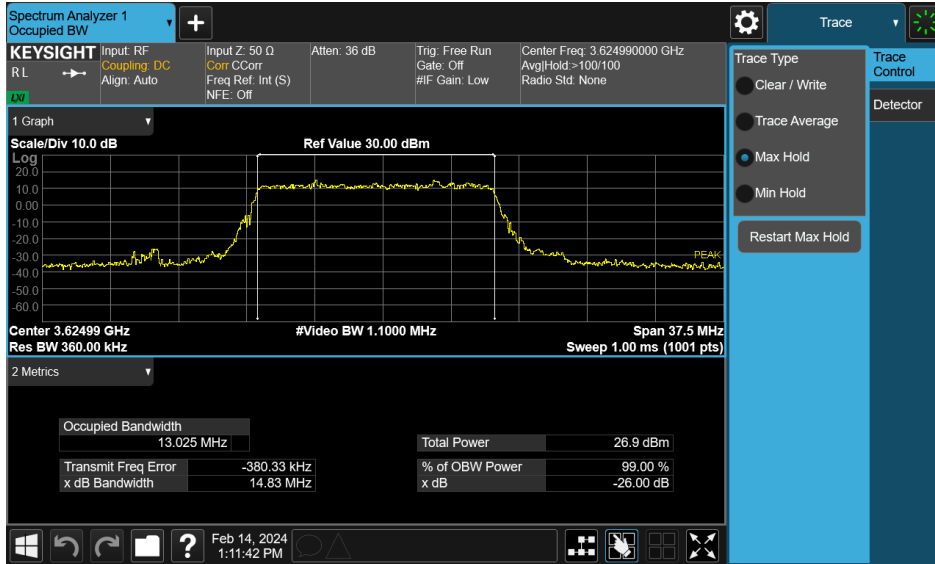 Spectrum Analyzer 1
Occupied BW
+
Trace
KEYSIGHT
R L
LXI
Input: RF
Coupling: DC
Align: Auto
Input Z: 50 Ω
Corr CCorr
Freq Ref: Int (S)
NFE: Off
Atten: 36 dB
Trig: Free Run
Gate: Off
#IF Gain: Low
Center Freq: 3.624990000 GHz
Avg|Hold:>100/100
Radio Std: None
Trace Type
Clear / Write
Trace Average
Max Hold
Min Hold
Restart Max Hold
Trace
Control
Detector
1 Graph
Scale/Div 10.0 dB
Ref Value 30.00 dBm
Log
20.0
10.0
0.00
-10.0
-20.0
-30.0
-40.0
-50.0
-60.0
PEAK
Center 3.62499 GHz
#Video BW 1.1000 MHz
Span 37.5 MHz
Res BW 360.00 kHz
Sweep 1.00 ms (1001 pts)
2 Metrics
Occupied Bandwidth
13.025 MHz
Total Power 26.9 dBm
Transmit Freq Error -380.33 kHz
% of OBW Power 99.00 %
x dB Bandwidth 14.83 MHz
x dB -26.00 dB
?
Feb 14, 2024
1:11:42 PM